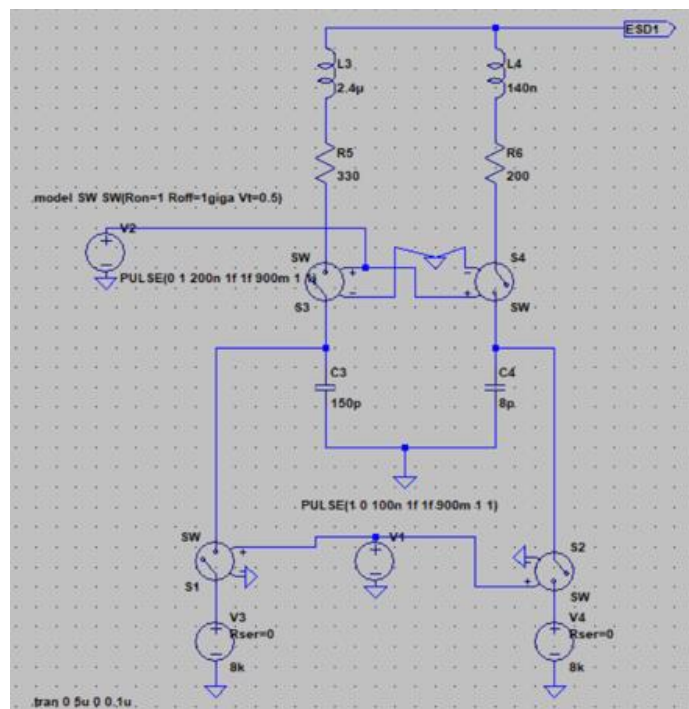 ESD1
L3
L4
2.4µ
140n
R5
R6
330
200
.model SW SW(Ron=1 Roff=1giga Vt=0.5)
V2
SW
S4
PULSE(0 1 200n 1f 1f 900m 1 1)
S3
SW
C3
C4
150p
8p
PULSE(1 0 100n 1f 1f 900m 1 1)
SW
V1
S2
S1
SW
V3
V4
Rser=0
Rser=0
8k
8k
.tran 0 5u 0 0.1u